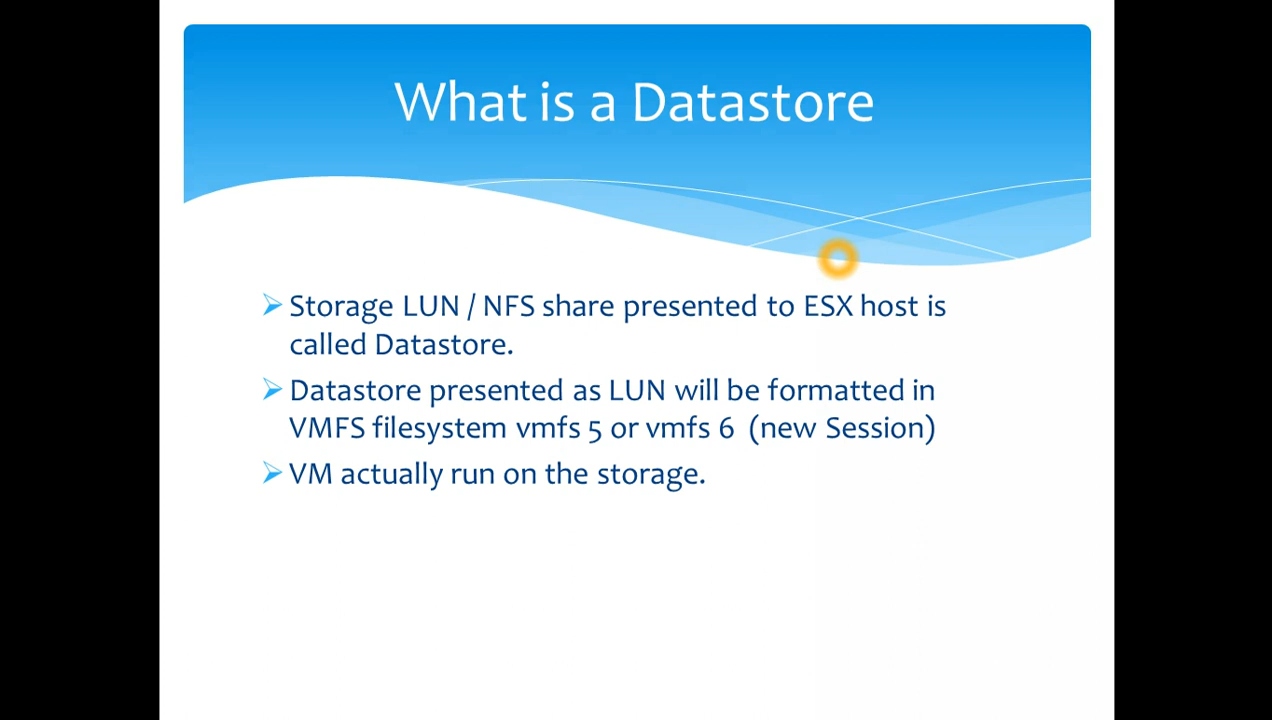 What is a Datastore
Storage LUN / NFS share presented to ESX host is
called Datastore.
Datastore presented as LUN will be formatted in
VMFS filesystem vmfs 5 or vmfs 6  (new Session)
VM actually run on the storage.